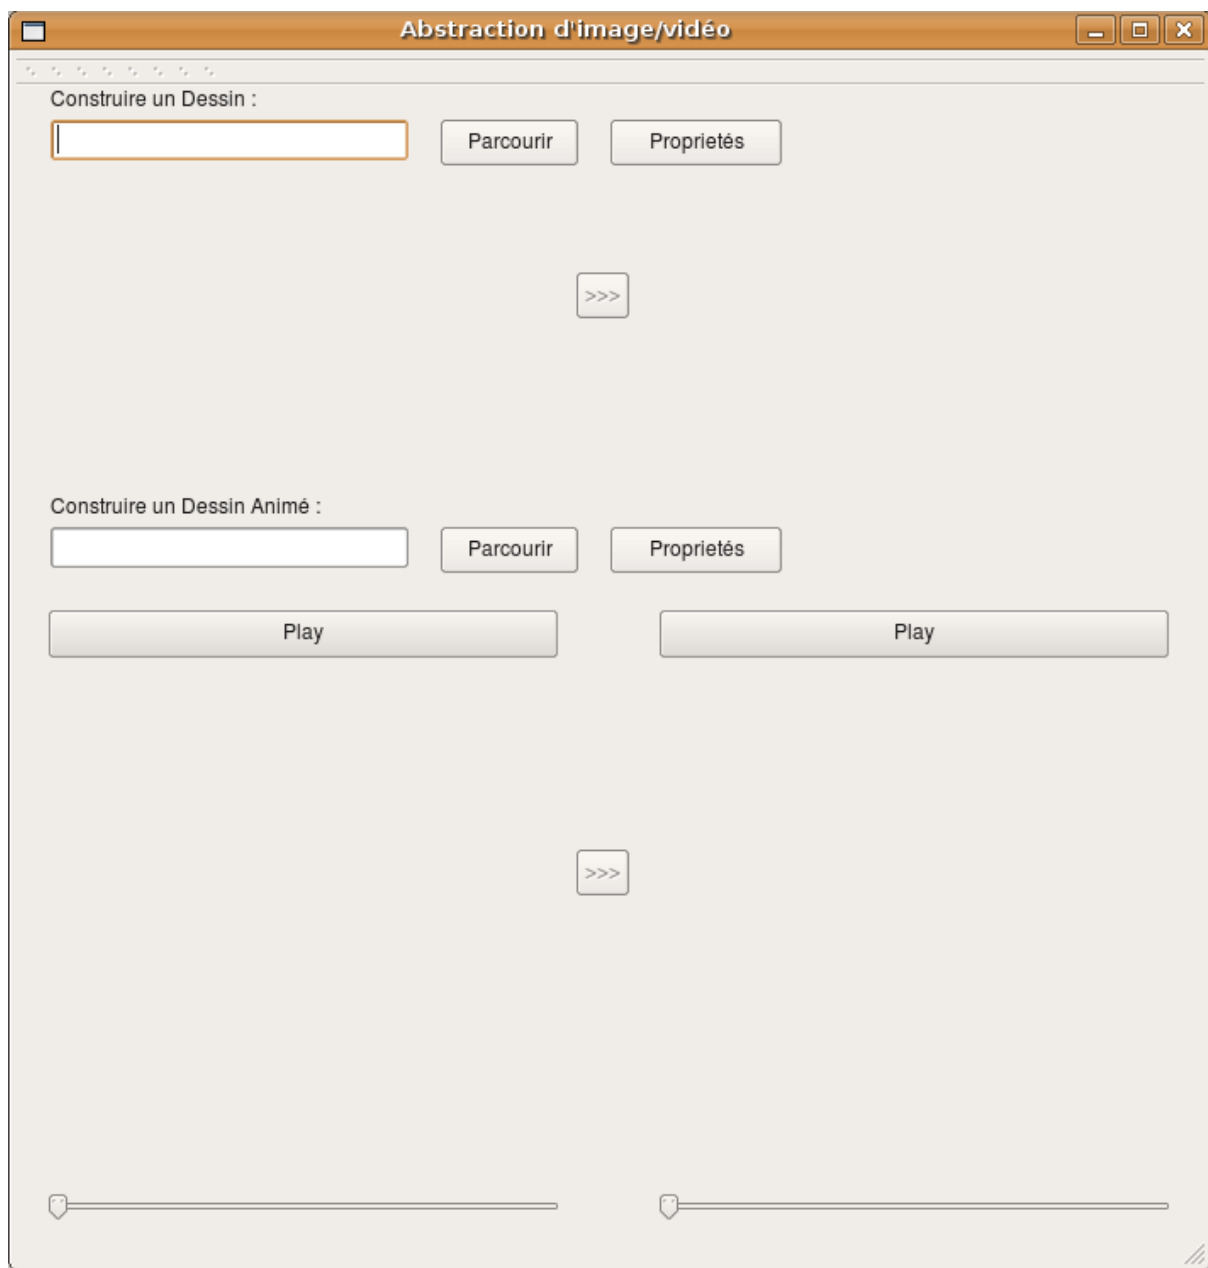 Abstraction d'image/vidéo
Construire un Dessin :
Parcourir Proprietés
>>>
Construire un Dessin Animé :
Parcourir Proprietés
Play Play
>>>